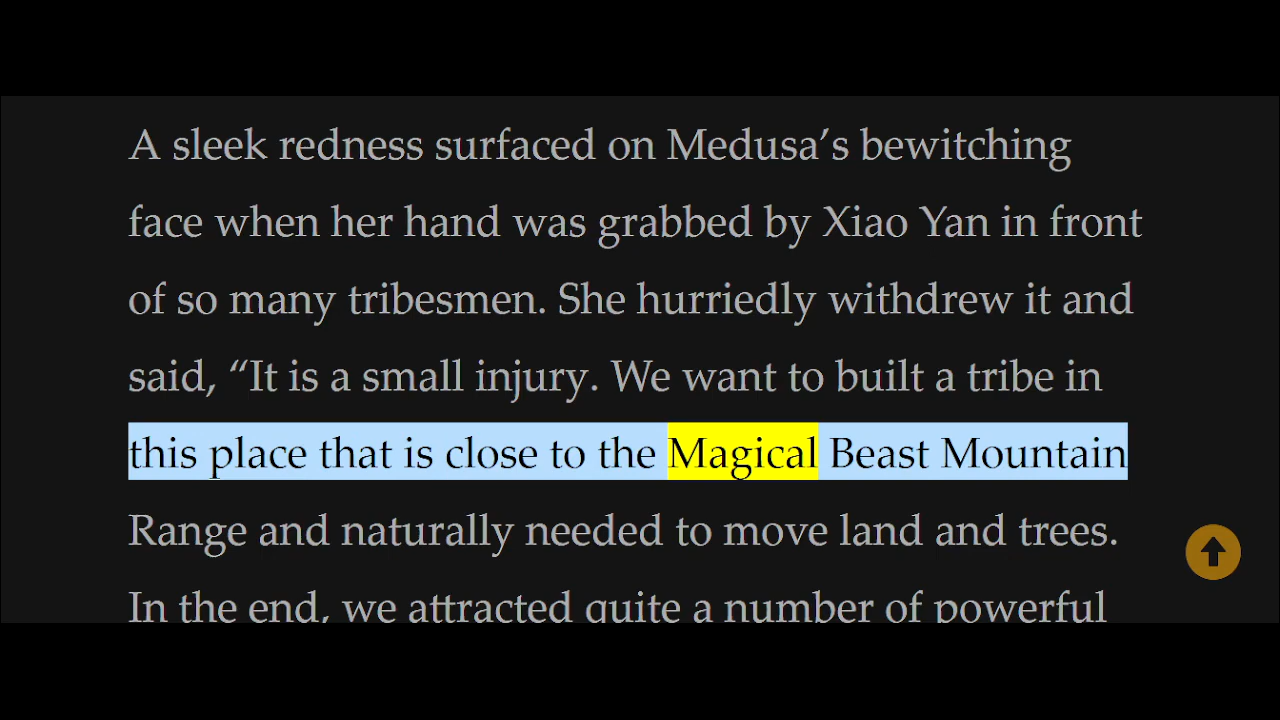 A sleek redness surfaced on Medusa’s bewitching
face when her hand was grabbed by Xiao Yan in front
of so many tribesmen. She hurriedly withdrew it and
said, “It is a small injury. We want to built a tribe in
this place that is close to the Magical Beast Mountain
Range and naturally needed to move land and trees.
In the end, we attracted quite a number of powerful